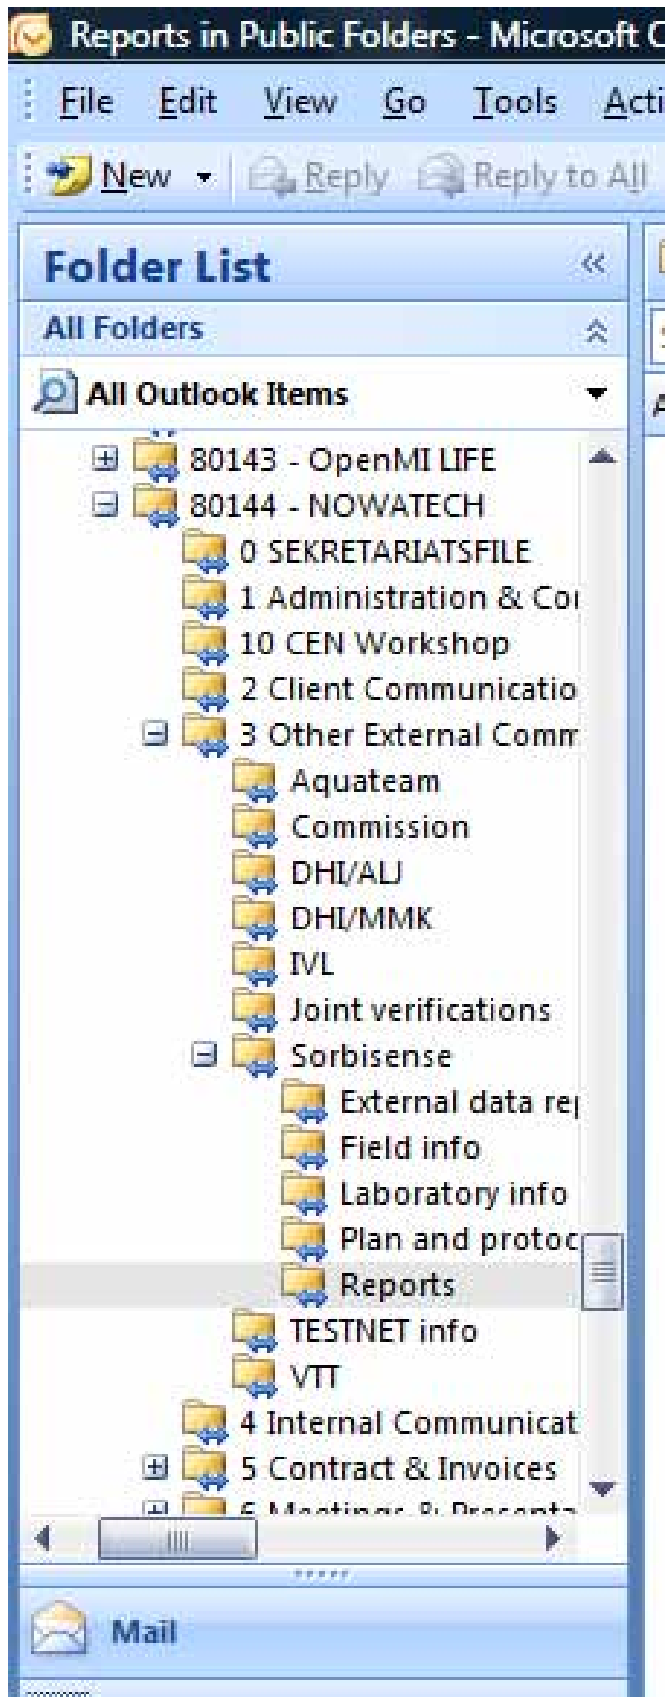 Reports in Public Folders - Microsoft
File Edit View Go Tools Acti
New Reply Reply to All
Folder List
All Folders
All Outlook Items
80143 - OpenMI LIFE
80144 - NOWATECH
0 SEKRETARIATSFILE
1 Administration & Co
10 CEN Workshop
2 Client Communicatio
3 Other External Comm
Aquateam
Commission
DHI/ALJ
DHI/MMK
IVL
Joint verifications
Sorbisense
External data re
Field info
Laboratory info
Plan and protoc
Reports
TESTNET info
VTT
4 Internal Communicat
5 Contract & Invoices
6 Meetings & Presenta
Mail